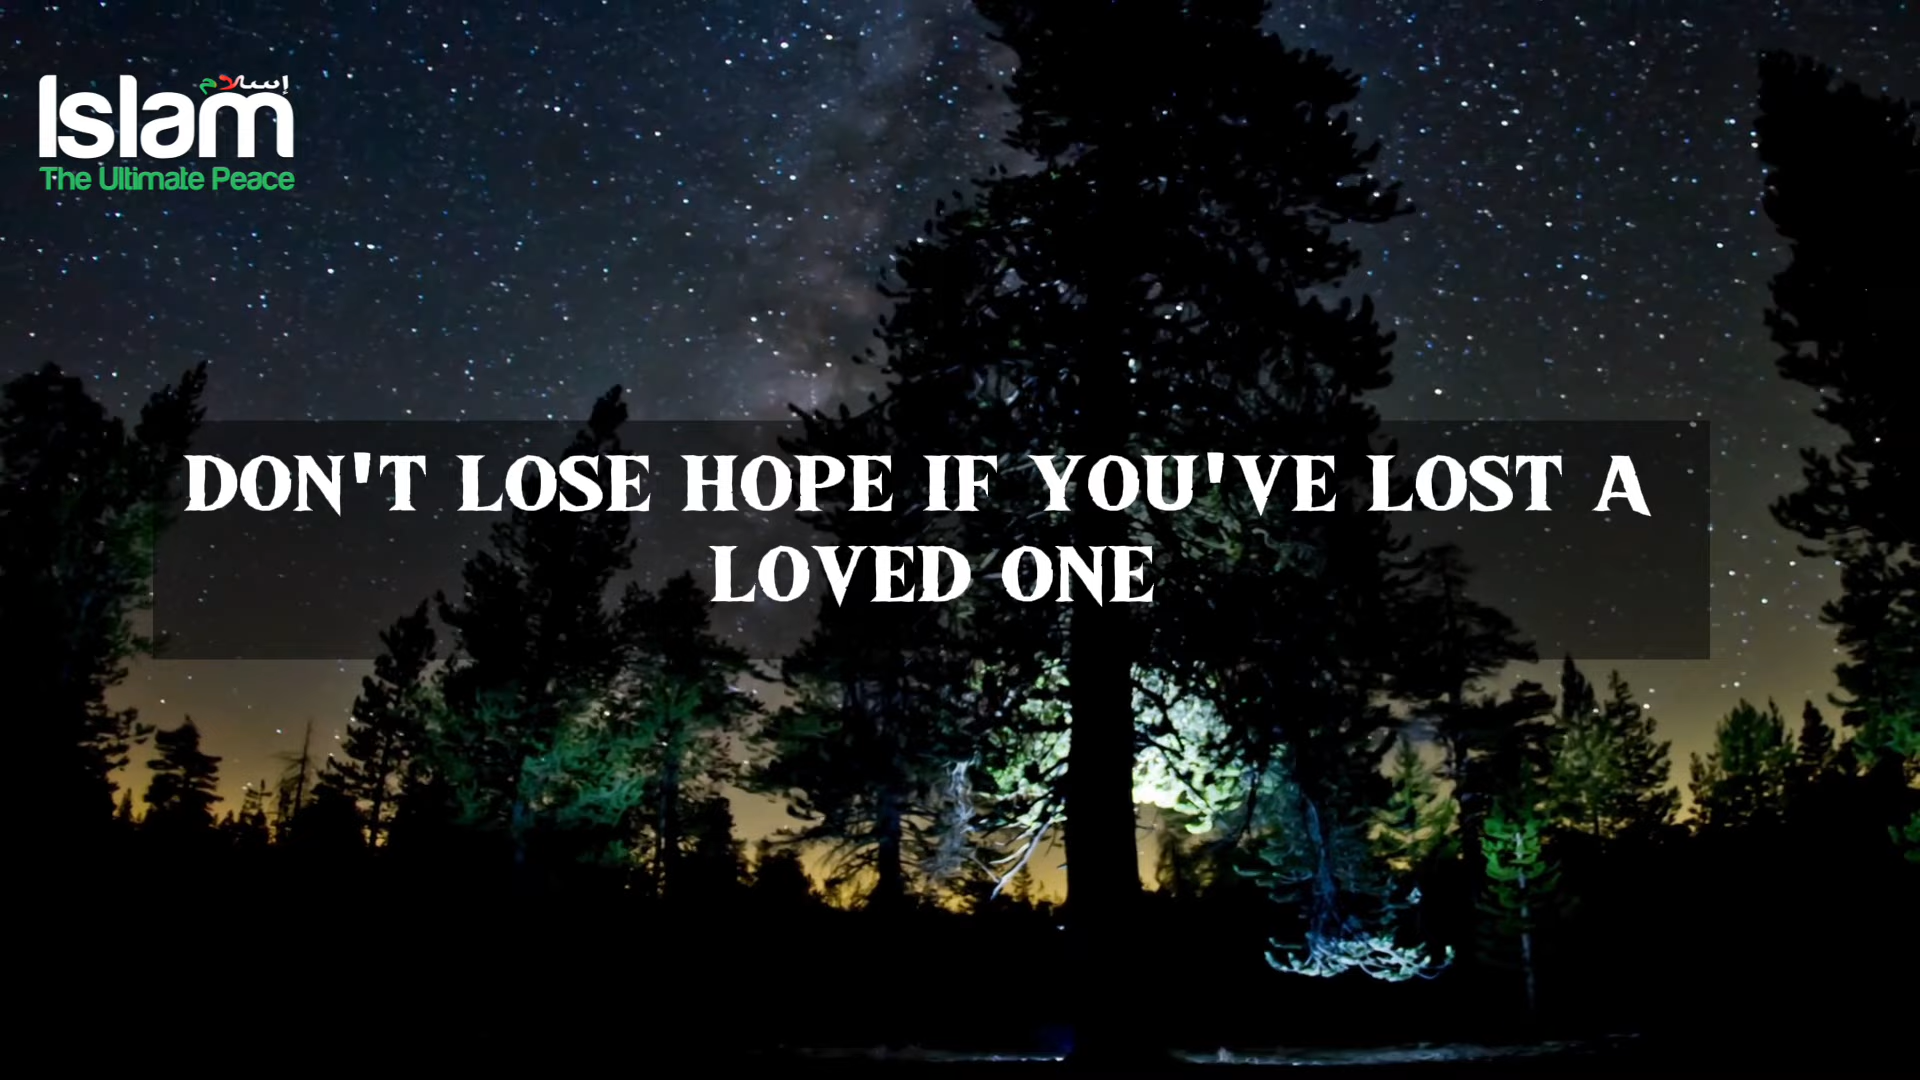 إسلام
Islam
The Ultimate Peace
DON'T LOSE HOPE IF YOU'VE LOST A
LOVED ONE